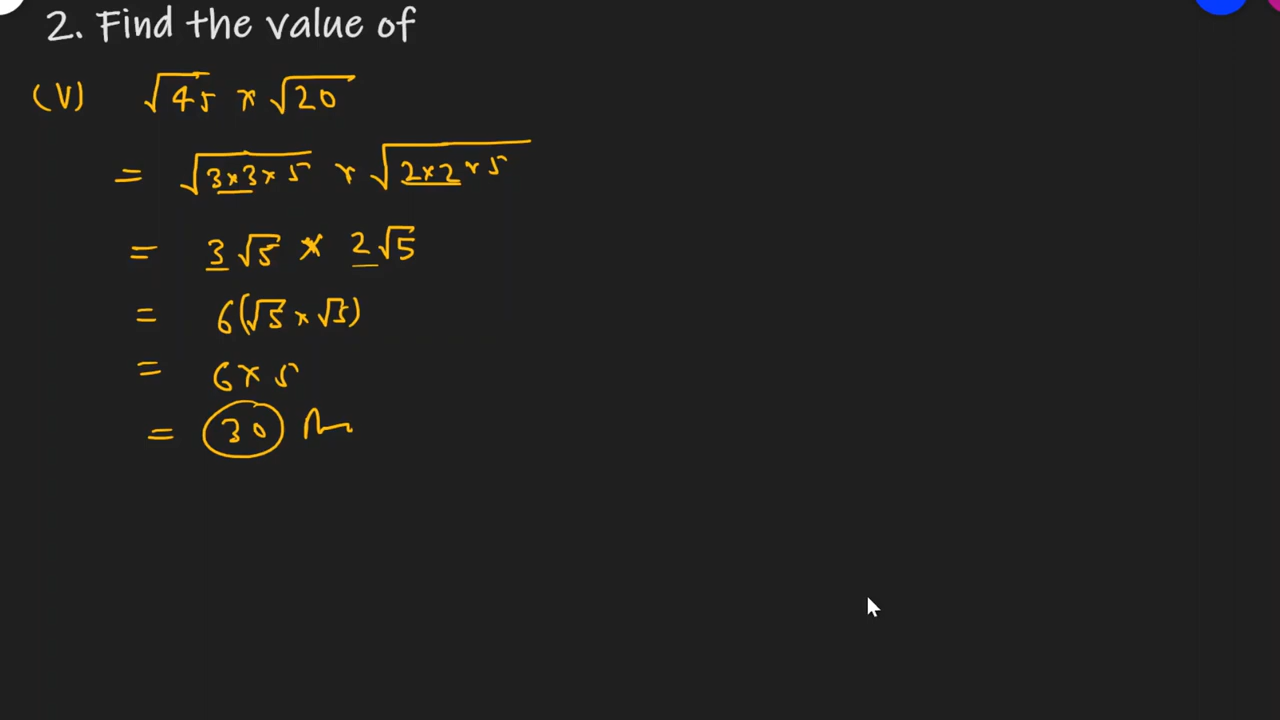 2. Find the value of
(V) √45 × √20
= √3×3×5 × √2×2×5
= 3√5 × 2√5
= 6(√5 × √5)
= 6×5
= 30